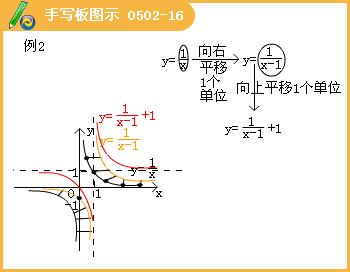 手写板图示 0502-16
例2
y=1/x 向右平移1个单位 y=1/(x-1)
向上平移1个单位
y=1/(x-1)+1
y=1/(x-1)+1
y=1/(x-1)
y
y=1/x
1
0 1 x
-1